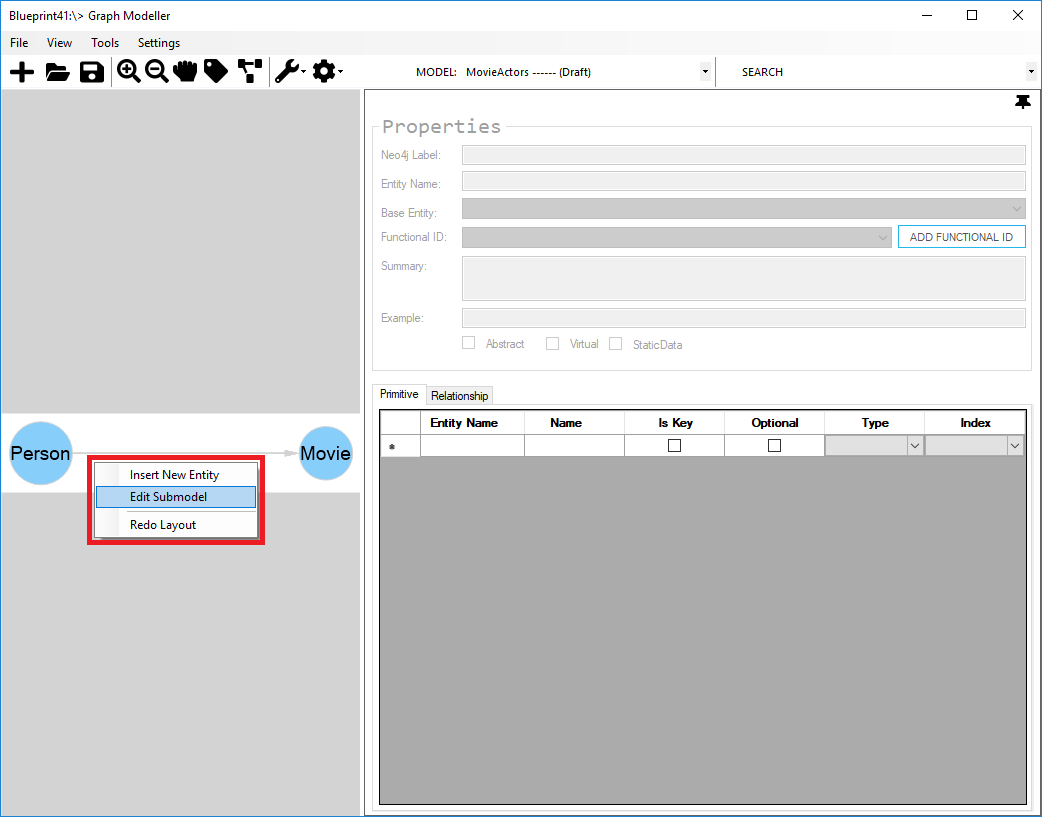 Blueprint41:\> Graph Modeller
File View Tools Settings
MODEL: MovieActors ------ (Draft) SEARCH
Properties
Neo4j Label:
Entity Name:
Base Entity:
Functional ID: ADD FUNCTIONAL ID
Summary:
Example:
Abstract Virtual StaticData
Primitive Relationship
Entity Name Name Is Key Optional Type Index
Person Movie
Insert New Entity
Edit Submodel
Redo Layout